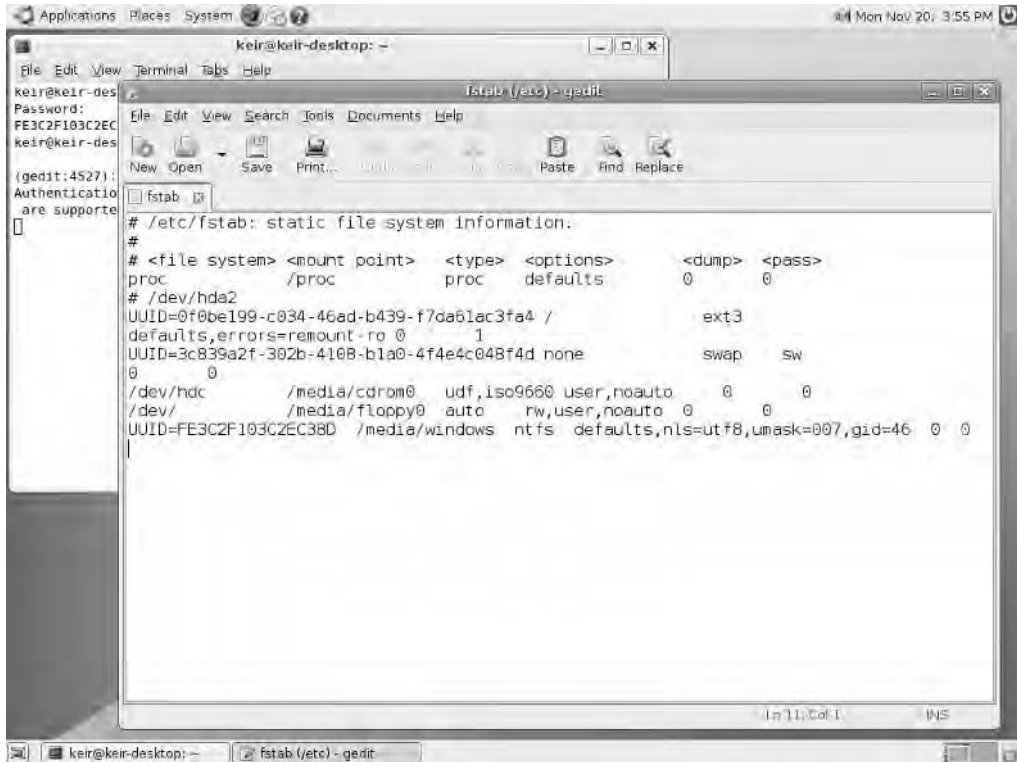 Applications Places System
Mon Nov 20, 3:55 PM
keir@keir-desktop: ~
File Edit View Terminal Tabs Help
keir@keir-des
Password:
FE3C2F103C2EC
keir@keir-des
(gedit:4527):
Authenticatio
are supporte
fstab (/etc) - gedit
File Edit View Search Tools Documents Help
New Open Save Print... Paste Find Replace
fstab
# /etc/fstab: static file system information.
#
# <file system> <mount point> <type> <options> <dump> <pass>
proc /proc proc defaults 0 0
# /dev/hda2
UUID=0f0be199-c034-46ad-b439-f7da61ac3fa4 / ext3
defaults,errors=remount-ro 0 1
UUID=3c839a2f-302b-4108-b1a0-4f4e4c048f4d none swap sw
0 0
/dev/hdc /media/cdrom0 udf,iso9660 user,noauto 0 0
/dev/ /media/floppy0 auto rw,user,noauto 0 0
UUID=FE3C2F103C2EC38D /media/windows ntfs defaults,nls=utf8,umask=007,gid=46 0 0
Ln 11, Col 1 INS
keir@keir-desktop: ~ fstab (/etc) - gedit